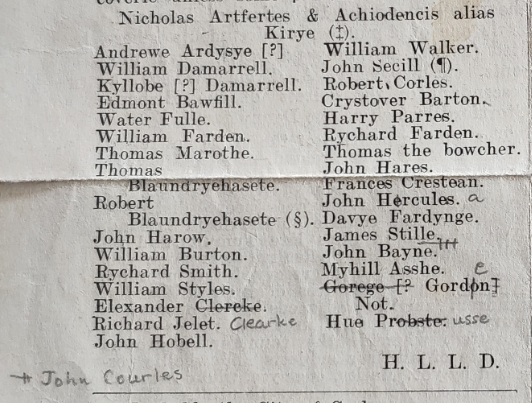 Nicholas Artfertes & Achiodencis alias
Kirye (‡).
Andrewe Ardysye [?]
William Damarrell.
Kyllobe [?] Damarrell.
Edmont Bawfill.
Water Fulle.
William Farden.
Thomas Marothe.
Thomas
Blaundryehasete.
Robert
Blaundryehasete (§).
John Harow.
William Burton.
Rychard Smith.
William Styles.
Elexander Clercke.
Richard Jelet. Clearke
John Hobell.
William Walker.
John Secill (¶).
Robert Corles.
Crystover Barton.
Harry Parres.
Rychard Farden.
Thomas the bowcher.
John Hares.
Frances Crestean.
John Hercules. a
Davye Fardynge.
James Stille.
John Bayne.
Myhill Asshe. e
Gorege [? Gordon]
Not.
Hue Probste. usse
H. L. L. D.
John Courles